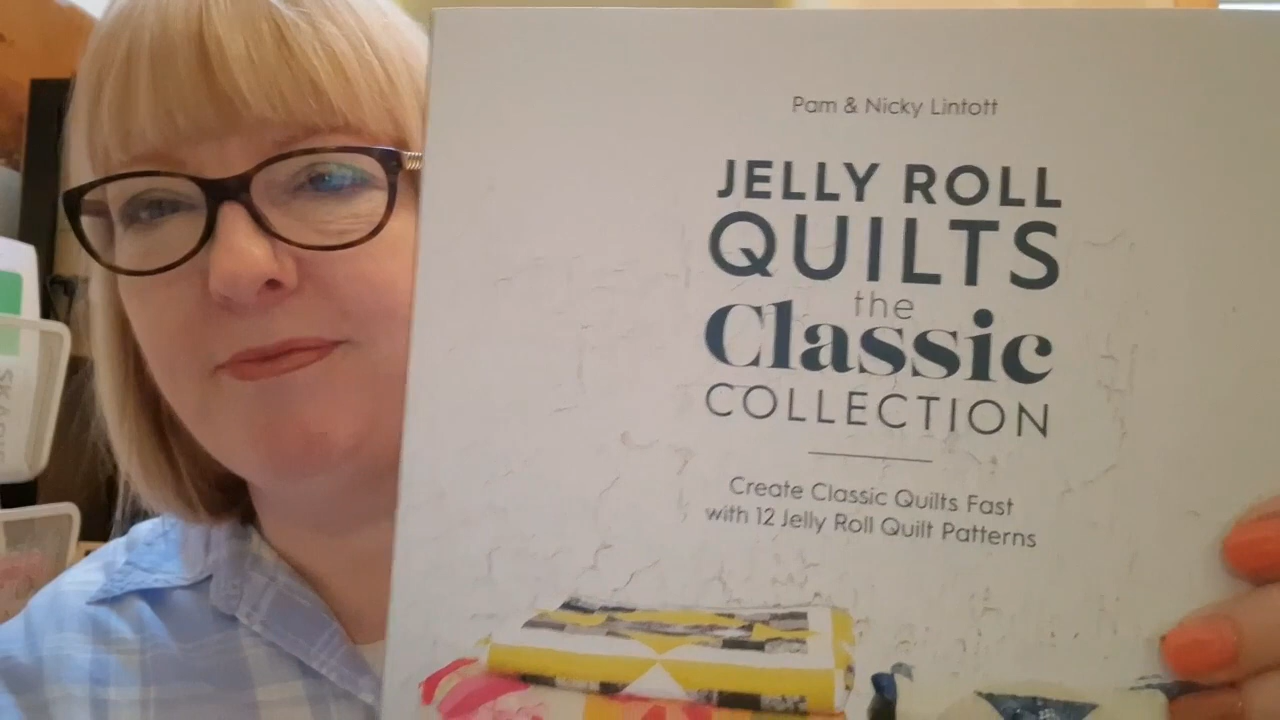 Pam & Nicky Lintott
JELLY ROLL
QUILTS
the
Classic
COLLECTION
Create Classic Quilts Fast
with 12 Jelly Roll Quilt Patterns